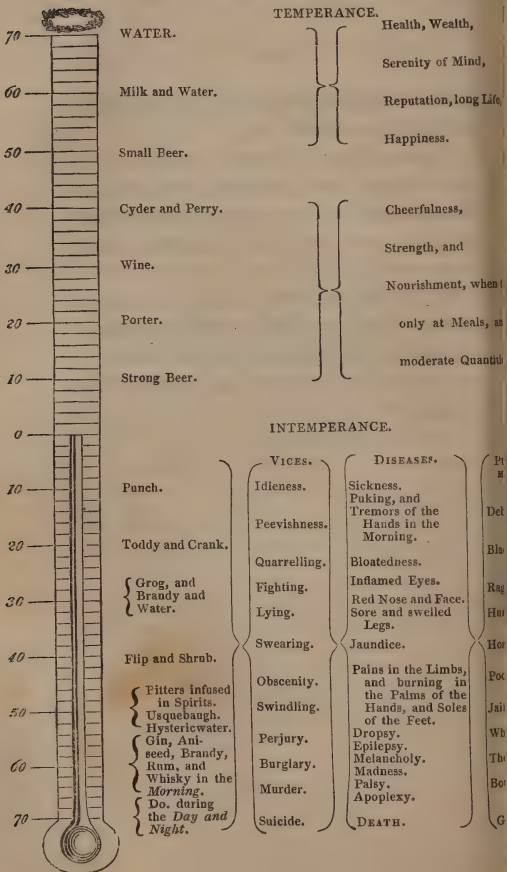 TEMPERANCE.
70
WATER.
Health, Wealth,
Serenity of Mind,
60
Milk and Water.
Reputation, long Life,
Happiness.
50
Small Beer.
40
Cyder and Perry.
Cheerfulness,
Strength, and
30
Wine.
Nourishment, when
20
Porter.
only at Meals,
10
Strong Beer.
moderate
0
INTEMPERANCE.
10
20
30
40
50
60
70
Punch.
Toddy and Crank.
Grog, and
Brandy and
Water.
Flip and Shrub.
Pitters infused
in Spirits.
Usquebaugh.
Hystericwater.
Gin, Ani-
seed, Brandy,
Rum, and
Whisky in the
Morning.
Do. during
the Day and
Night.
VICES.
Idleness.
Peevishness.
Quarrelling.
Fighting.
Lying.
Swearing.
Obscenity.
Swindling.
Perjury.
Burglary.
Murder.
Suicide.
DISEASES.
Sickness.
Puking, and
Tremors of the
Hands in the
Morning.
Bloatedness.
Inflamed Eyes.
Red Nose and Face.
Sore and swelled
Legs.
Jaundice.
Pains in the Limbs,
and burning in
the Palms of the
Hands, and Soles
of the Feet.
Dropsy.
Epilepsy.
Melancholy.
Madness.
Palsy.
Apoplexy.
DEATH.